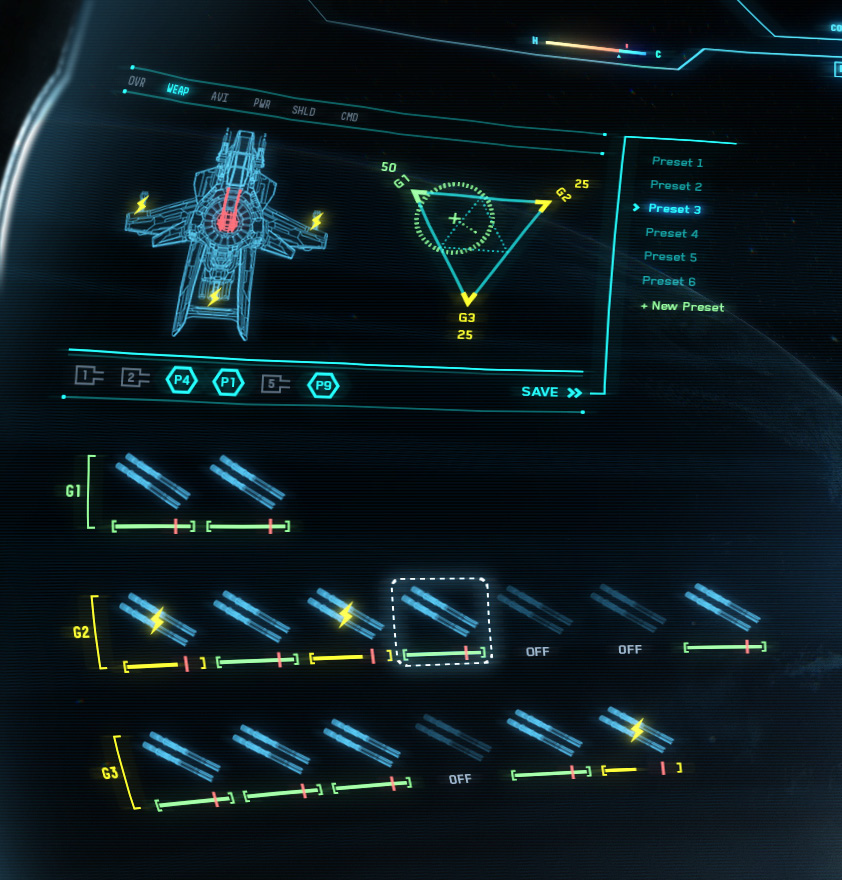 CO
H C
OVR WEAP AVI PWR SHLD CMD
50
G1
25
G2
G3
25
Preset 1
Preset 2
Preset 3
Preset 4
Preset 5
Preset 6
+ New Preset
1 2 P4 P1 5 P9
SAVE
G1
G2
OFF OFF
G3
OFF